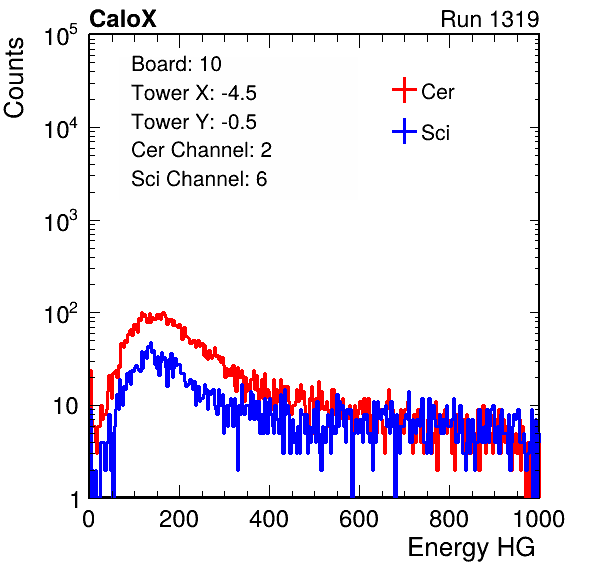 CaloX Run 1319
Counts
10^5
10^4
10^3
10^2
10
1
Board: 10
Tower X: -4.5
Tower Y: -0.5
Cer Channel: 2
Sci Channel: 6
Cer
Sci
0 200 400 600 800 1000
Energy HG